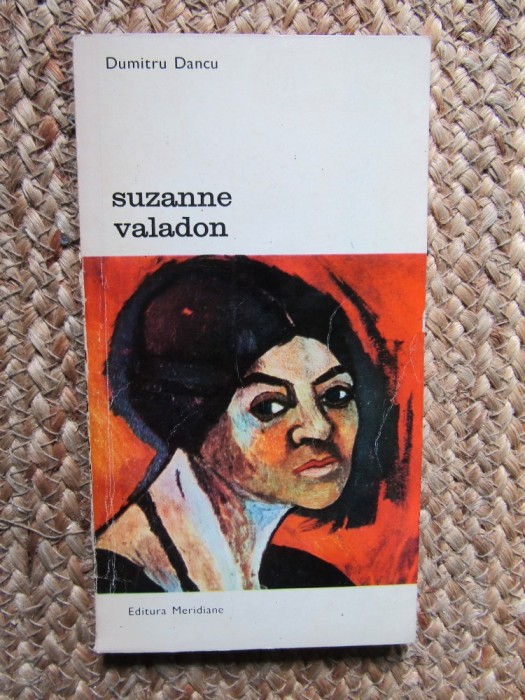 Dumitru Dancu
suzanne
valadon
Editura Meridiane